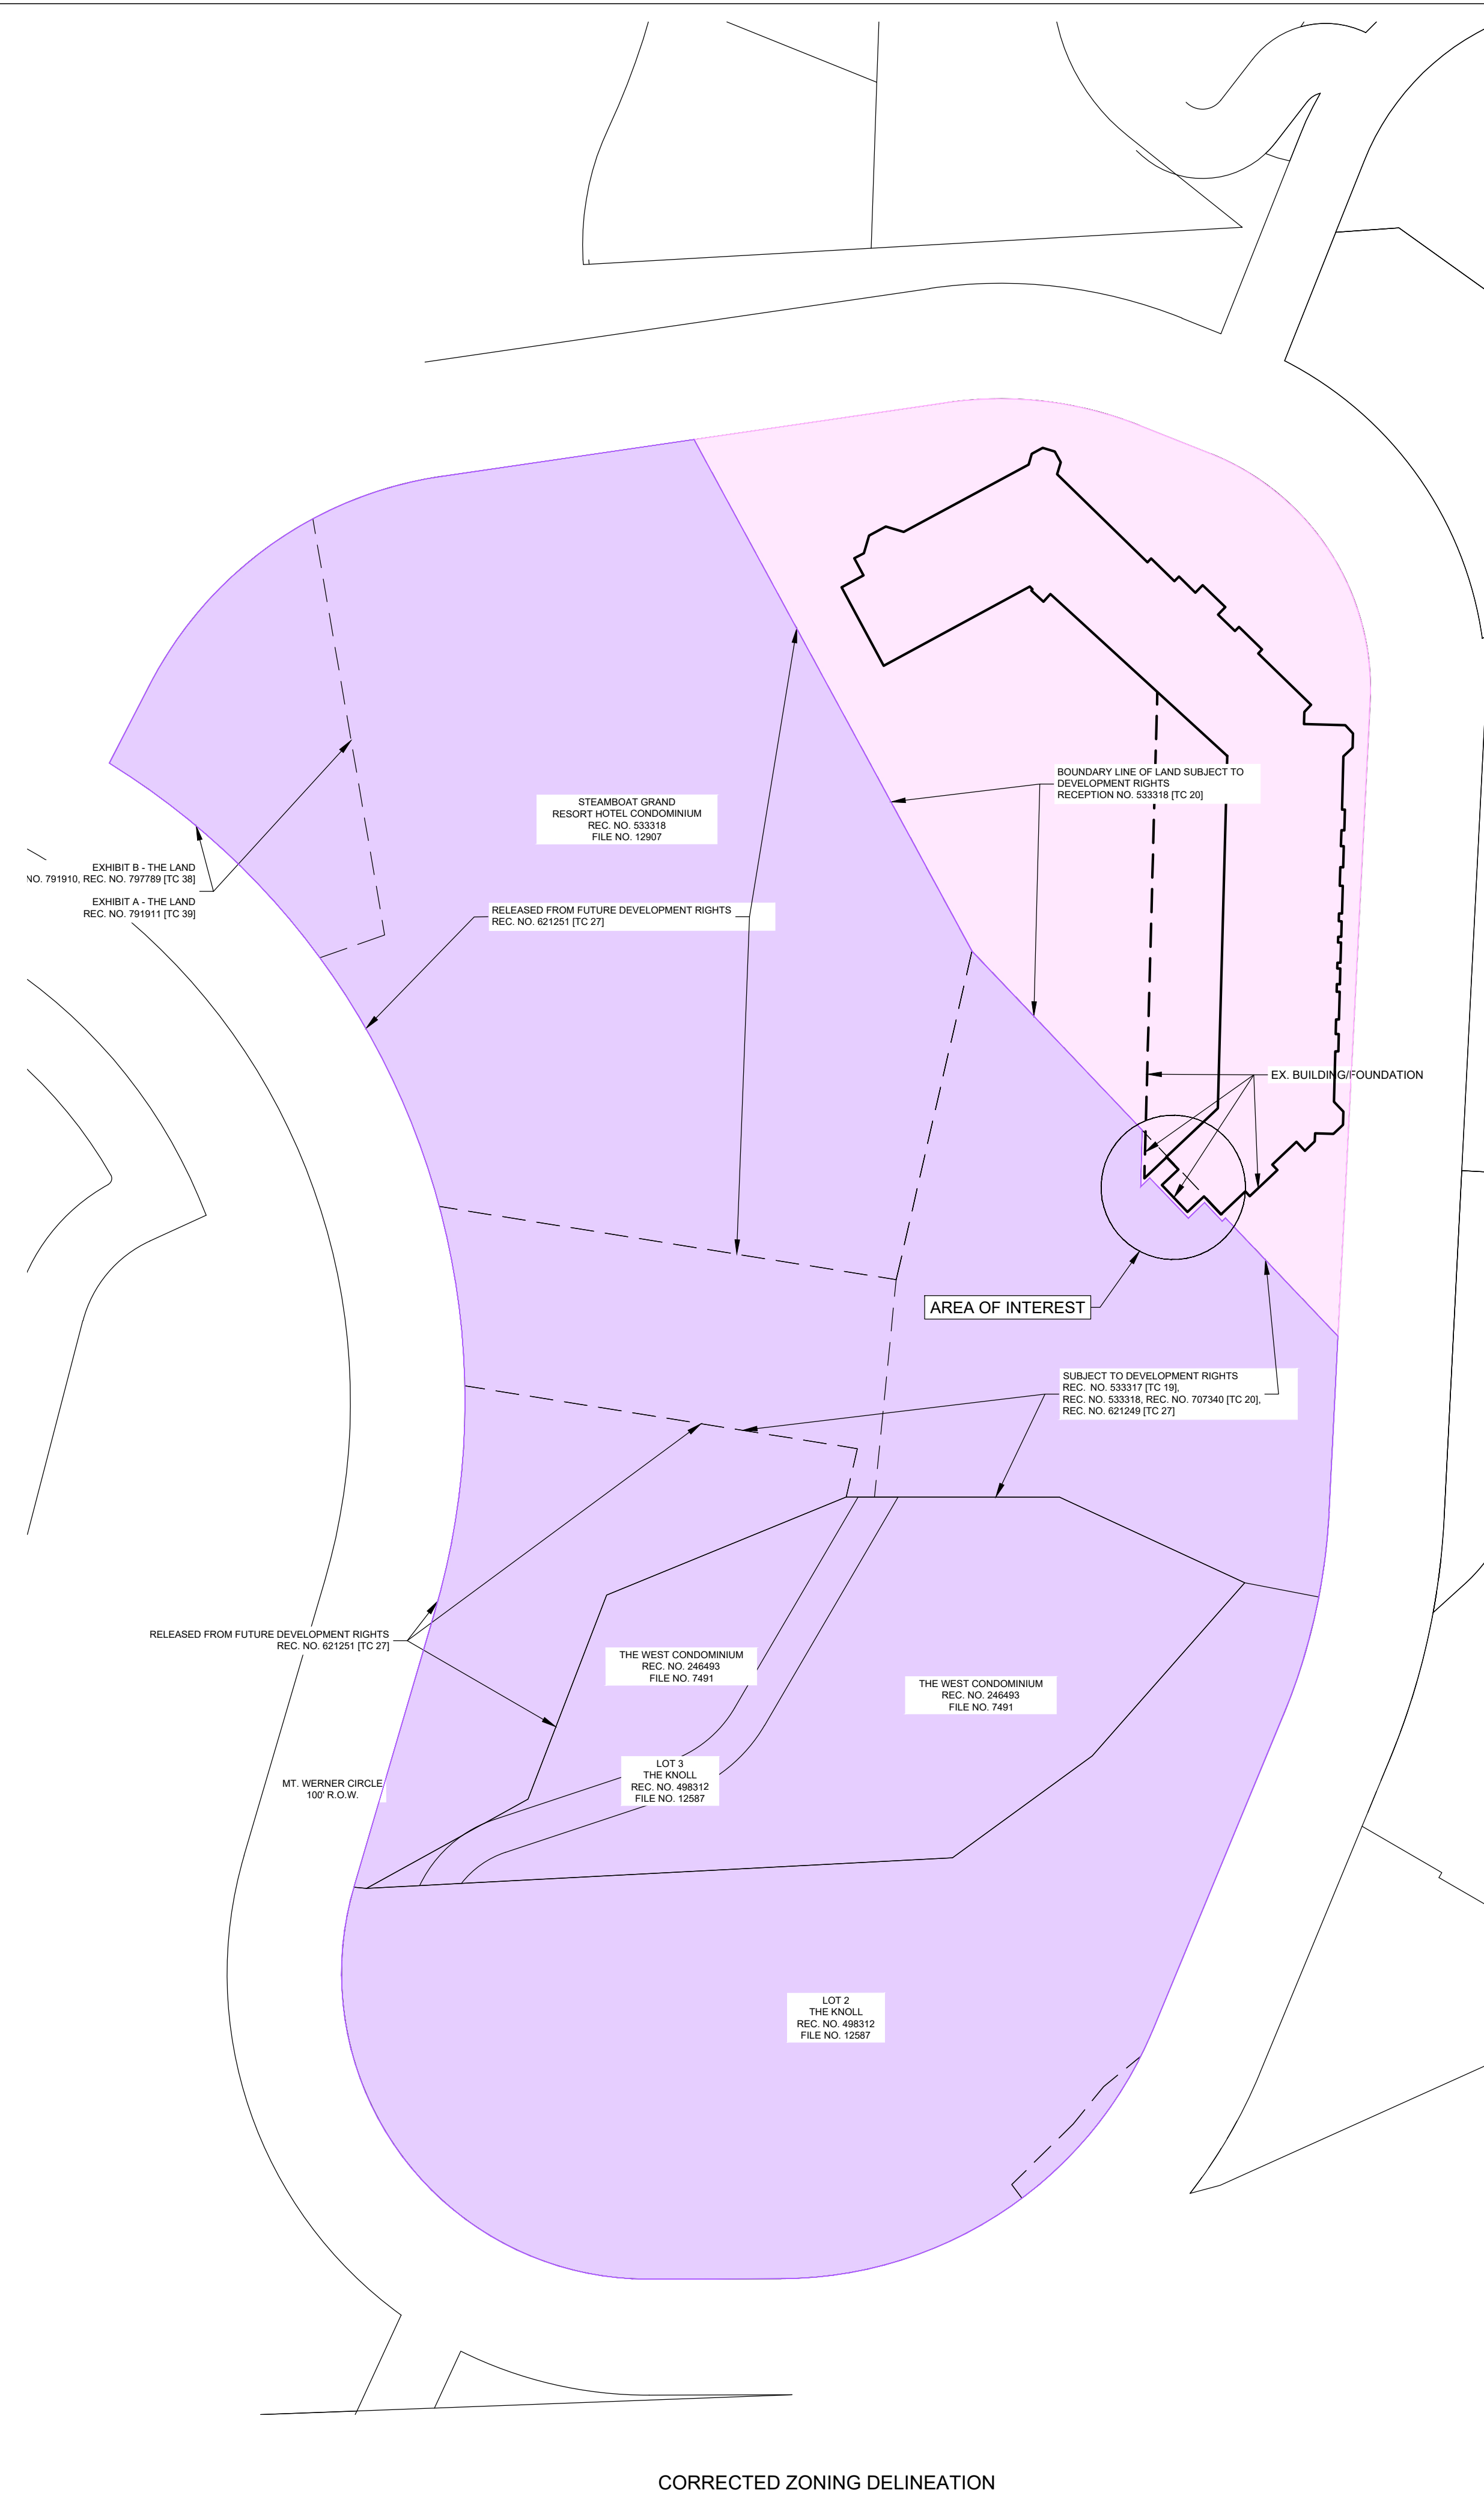 BOUNDARY LINE OF LAND SUBJECT TO
DEVELOPMENT RIGHTS
RECEPTION NO. 533318 [TC 20]
STEAMBOAT GRAND
RESORT HOTEL CONDOMINIUM
REC. NO. 533318
FILE NO. 12907
EXHIBIT B - THE LAND
NO. 791910, REC. NO. 797789 [TC 38]
EXHIBIT A - THE LAND
REC. NO. 791911 [TC 39]
RELEASED FROM FUTURE DEVELOPMENT RIGHTS
REC. NO. 621251 [TC 27]
EX. BUILDING/FOUNDATION
AREA OF INTEREST
SUBJECT TO DEVELOPMENT RIGHTS
REC. NO. 533317 [TC 19],
REC. NO. 533318, REC. NO. 707340 [TC 20],
REC. NO. 621249 [TC 27]
RELEASED FROM FUTURE DEVELOPMENT RIGHTS
REC. NO. 621251 [TC 27]
THE WEST CONDOMINIUM
REC. NO. 246493
FILE NO. 7491
THE WEST CONDOMINIUM
REC. NO. 246493
FILE NO. 7491
LOT 3
THE KNOLL
REC. NO. 498312
FILE NO. 12587
MT. WERNER CIRCLE
100' R.O.W.
LOT 2
THE KNOLL
REC. NO. 498312
FILE NO. 12587
CORRECTED ZONING DELINEATION